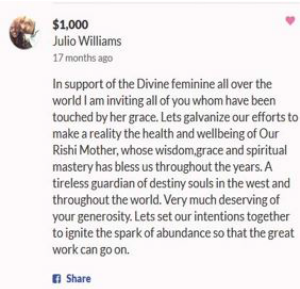 $1,000
Julio Williams
17 months ago
In support of the Divine feminine all over the
world I am inviting all of you whom have been
touched by her grace. Lets galvanize our efforts to
make a reality the health and wellbeing of Our
Rishi Mother, whose wisdom,grace and spiritual
mastery has bless us throughout the years. A
tireless guardian of destiny souls in the west and
throughout the world. Very much deserving of
your generosity. Lets set our intentions together
to ignite the spark of abundance so that the great
work can go on.
f Share